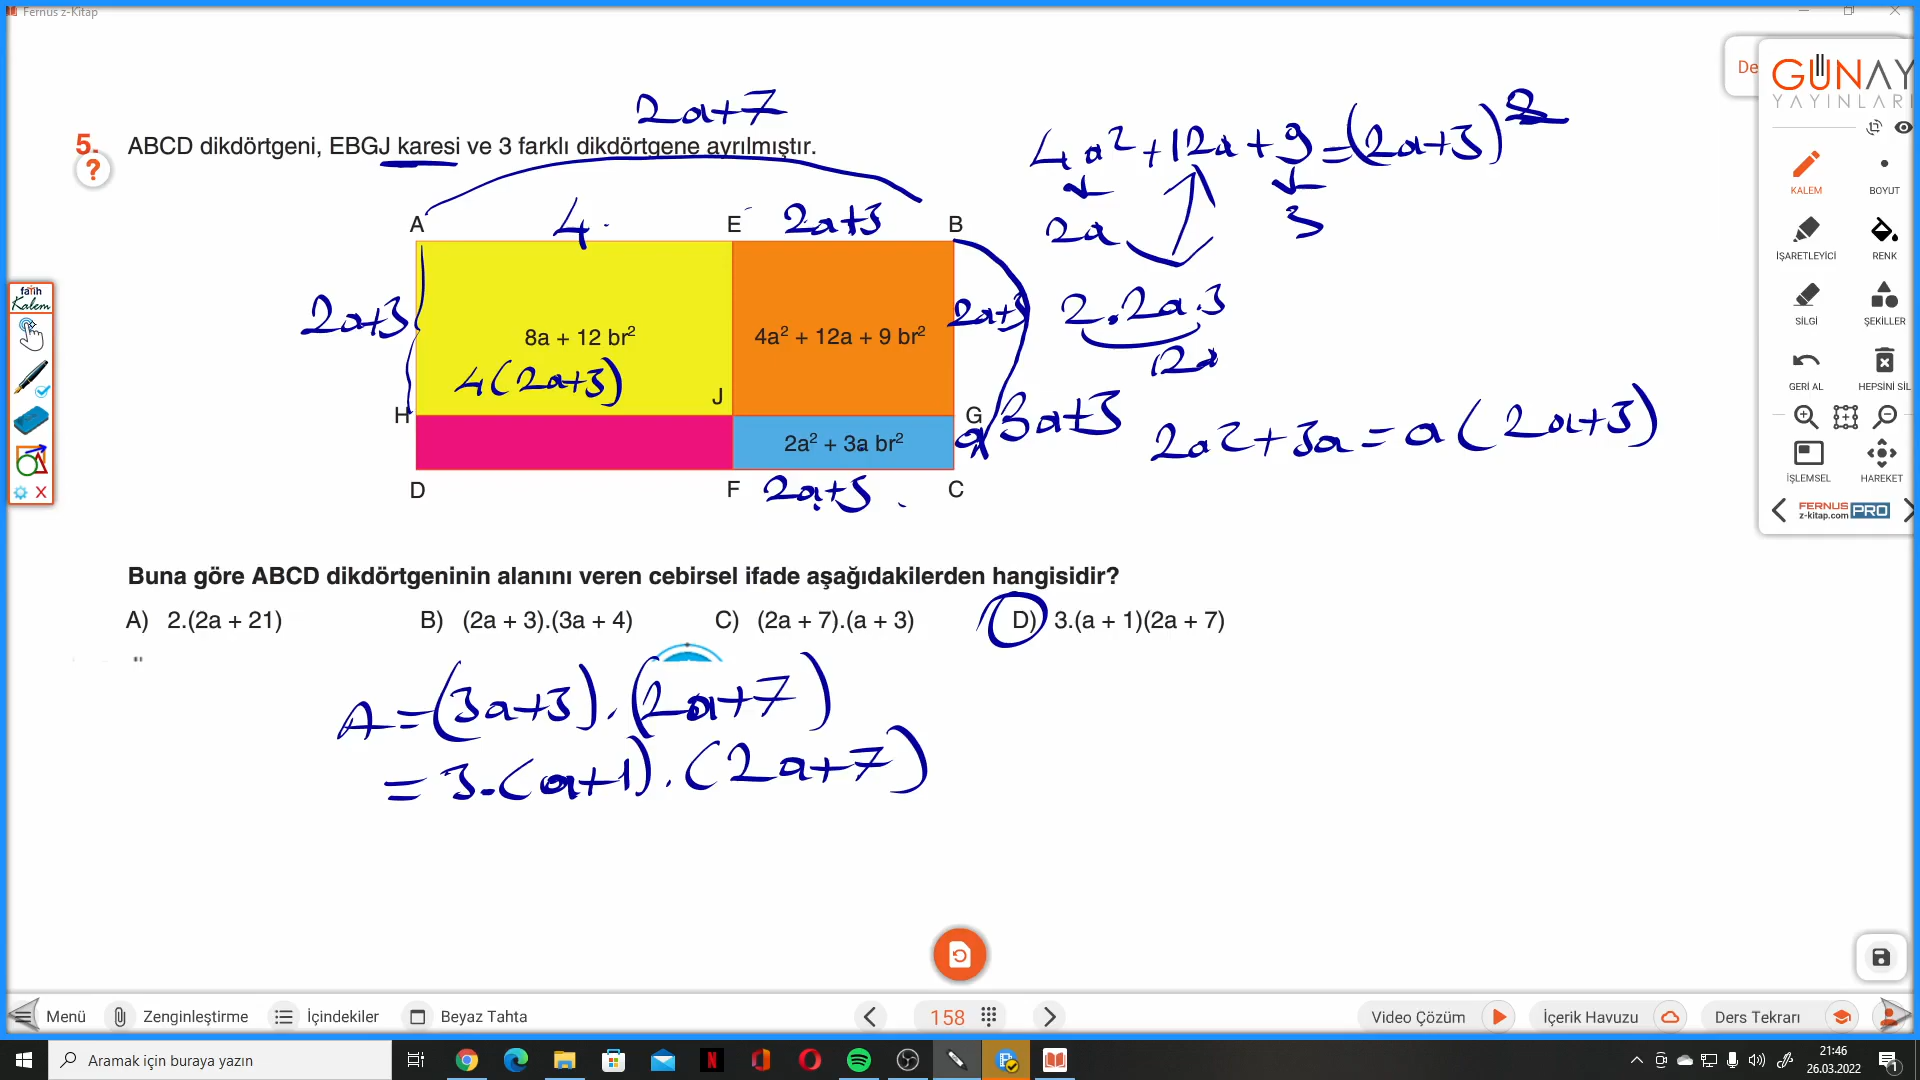 Fernus z-Kitap
2a+7
5.
?
ABCD dikdörtgeni, EBGJ karesi ve 3 farklı dikdörtgene ayrılmıştır.
4a²+12a+9=(2a+3)²
2a
3
2.2a.3
12a
A
4
E
2a+3
B
2a+3
8a + 12 br²
4(2a+3)
4a² + 12a + 9 br²
2a+3
J
H
G
a
3a+3
2a² + 3a br²
2a²+3a=a(2a+3)
D
F
2a+3
C
Buna göre ABCD dikdörtgeninin alanını veren cebirsel ifade aşağıdakilerden hangisidir?
A) 2.(2a + 21)
B) (2a + 3).(3a + 4)
C) (2a + 7).(a + 3)
D) 3.(a + 1)(2a + 7)
A=(3a+3).(2a+7)
=3.(a+1).(2a+7)
fatih
Kalem
X
De
GÜNAY
YAYINLARI
KALEM
BOYUT
İŞARETLEYİCİ
RENK
SİLGİ
ŞEKİLLER
GERİ AL
HEPSİNİ SİL
İŞLEMSEL
HAREKET
FERNUS
z-kitap.com PRO
Menü
Zenginleştirme
İçindekiler
Beyaz Tahta
158
Video Çözüm
İçerik Havuzu
Ders Tekrarı
Aramak için buraya yazın
21:46
26.03.2022
1